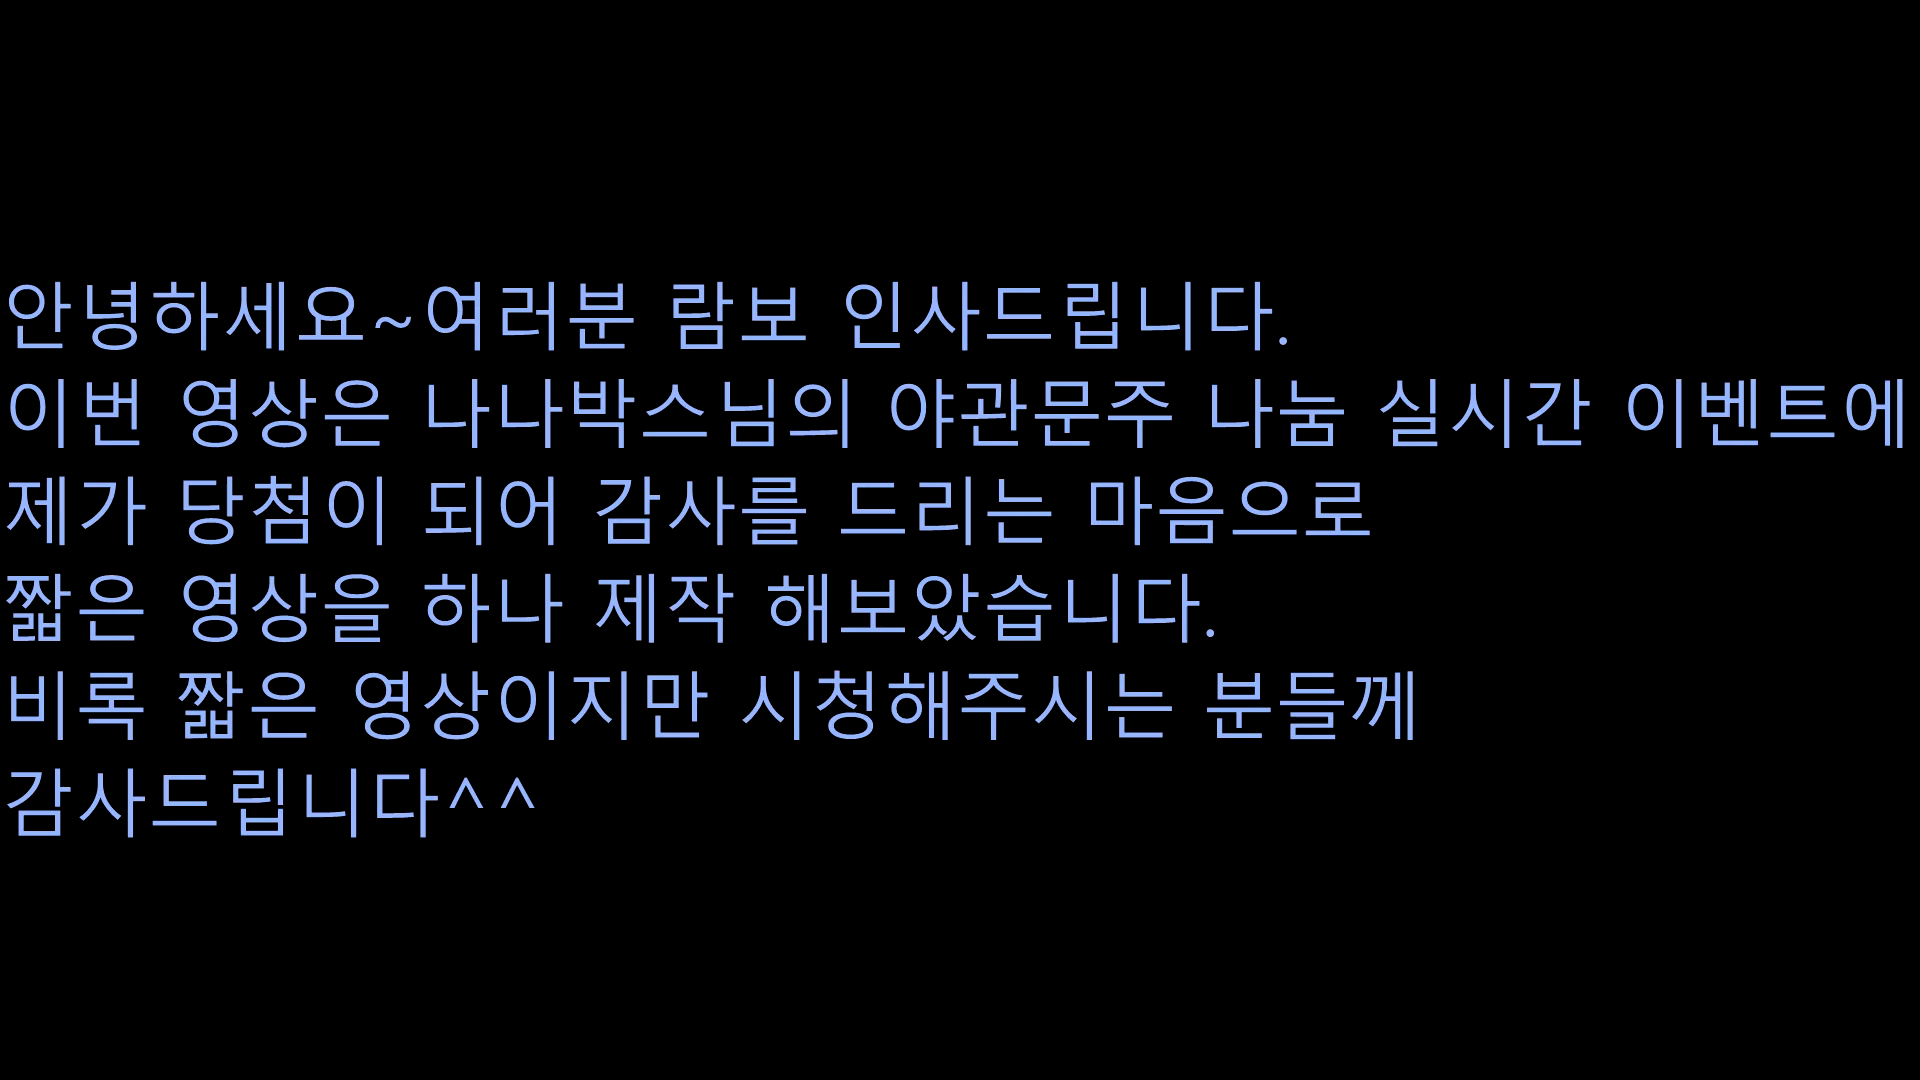 안녕하세요~여러분 람보 인사드립니다.
이번 영상은 나나박스님의 야관문주 나눔 실시간 이벤트에
제가 당첨이 되어 감사를 드리는 마음으로
짧은 영상을 하나 제작 해보았습니다.
비록 짧은 영상이지만 시청해주시는 분들께
감사드립니다^^